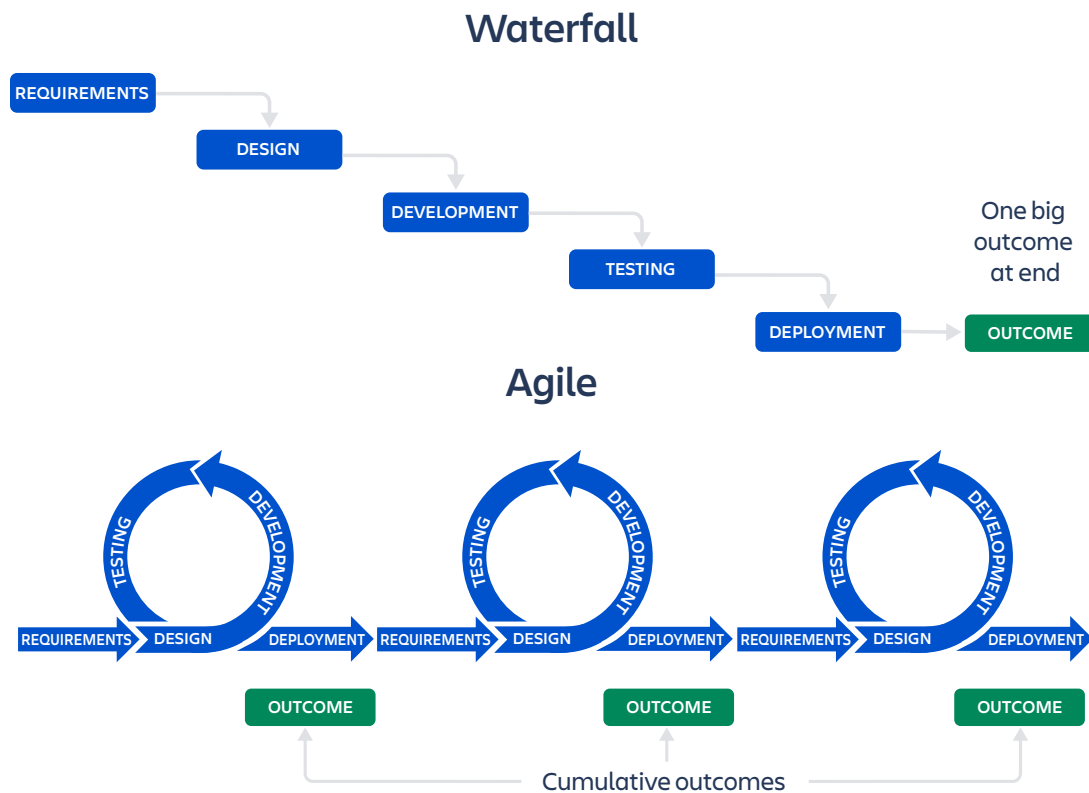 Waterfall
REQUIREMENTS
DESIGN
DEVELOPMENT
TESTING
DEPLOYMENT
One big
outcome
at end
OUTCOME
Agile
TESTING
DEVELOPMENT
REQUIREMENTS
DESIGN
DEPLOYMENT
OUTCOME
TESTING
DEVELOPMENT
REQUIREMENTS
DESIGN
DEPLOYMENT
OUTCOME
TESTING
DEVELOPMENT
REQUIREMENTS
DESIGN
DEPLOYMENT
OUTCOME
Cumulative outcomes